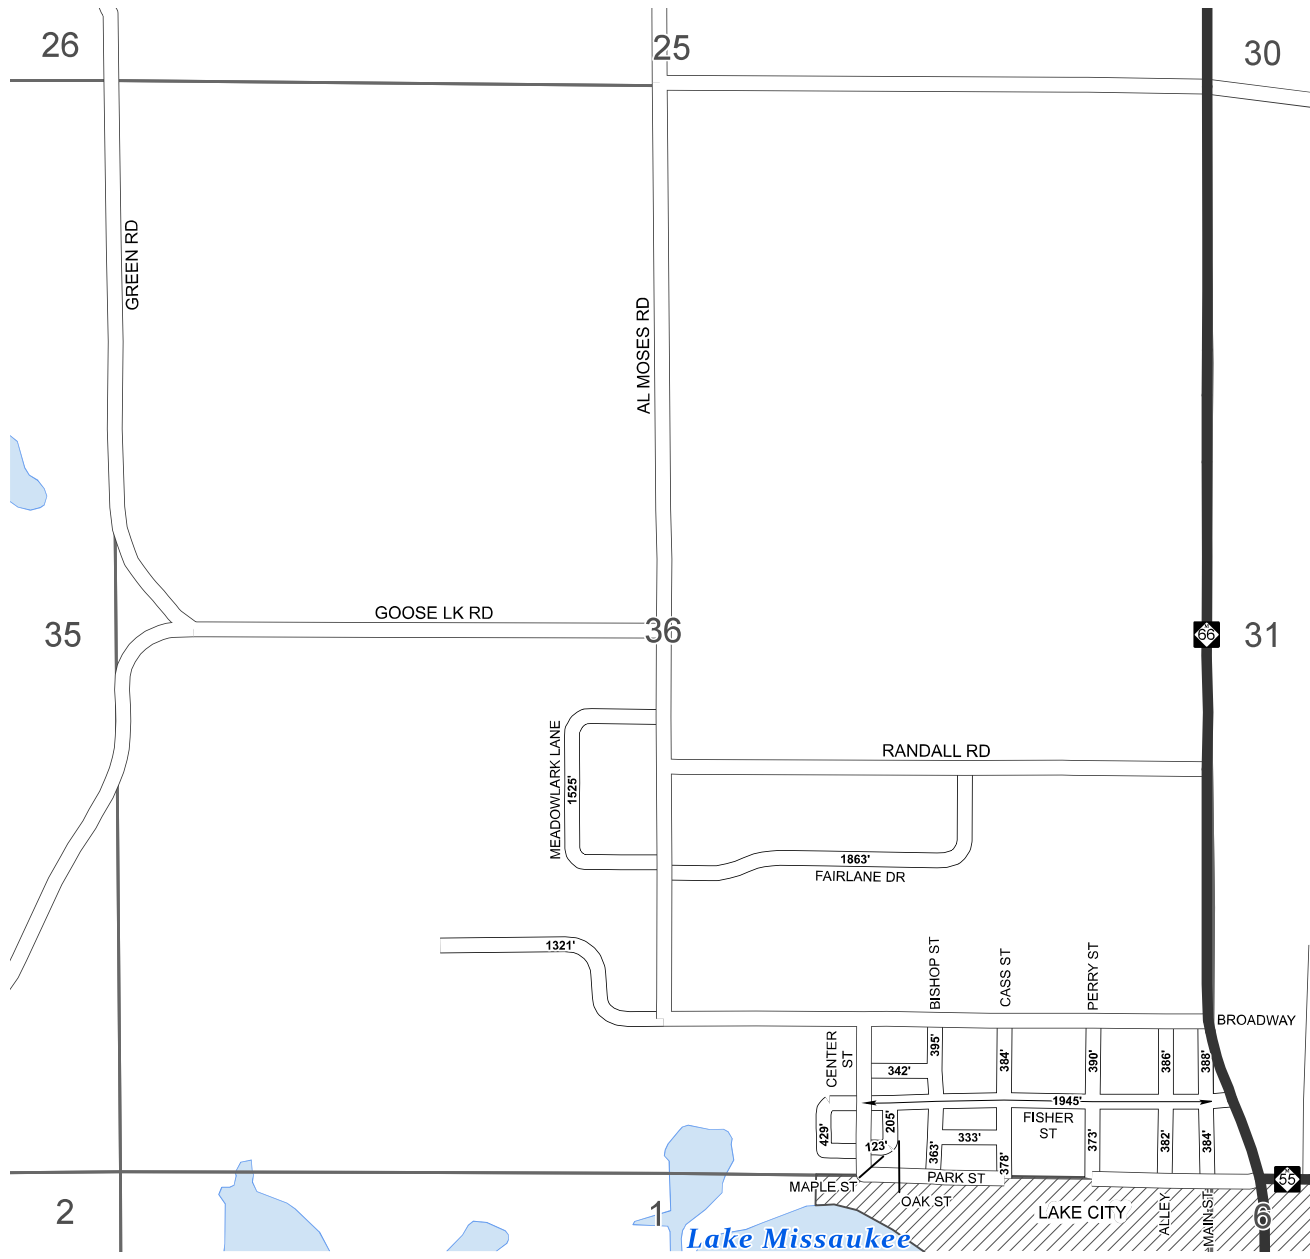 26
25
30
GREEN RD
AL MOSES RD
GOOSE LK RD
35
36
M
66
31
MEADOWLARK LANE
1525'
RANDALL RD
1863'
FAIRLANE DR
1321'
BISHOP ST
CASS ST
PERRY ST
BROADWAY
CENTER
ST
395'
384'
390'
386'
388'
342'
1945'
FISHER
ST
429'
205'
123'
363'
333'
378'
373'
382'
384'
MAPLE ST
PARK ST
OAK ST
55
2
1
LAKE CITY
ALLEY
MAIN ST
6
Lake Missaukee